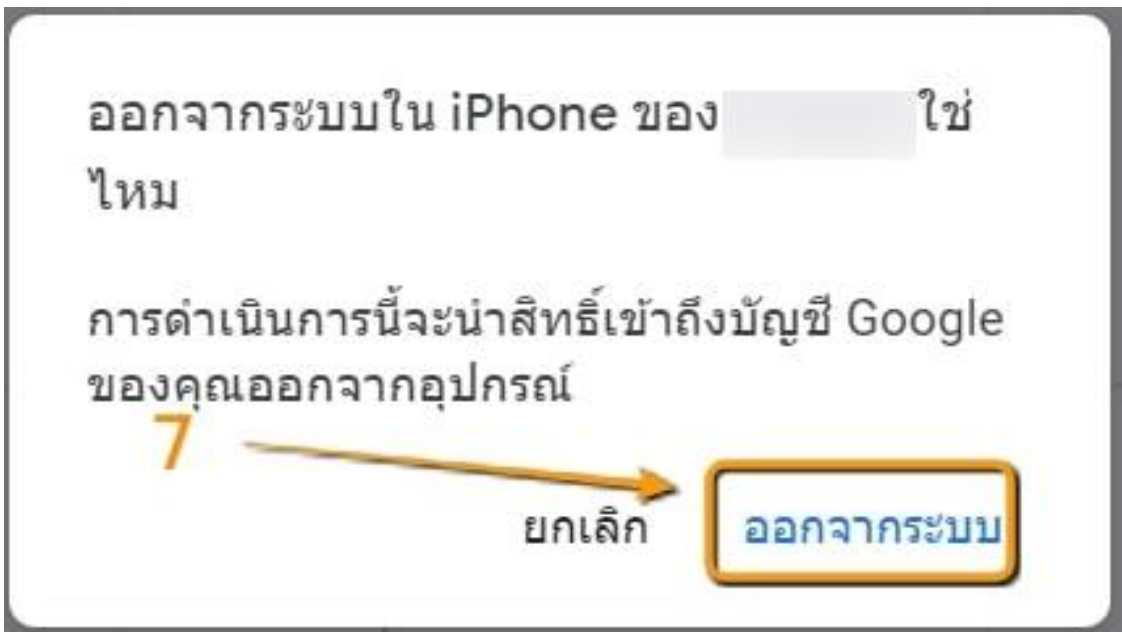 ออกจากระบบใน iPhone ของ ใช่
ไหม
การดำเนินการนี้จะนำสิทธิ์เข้าถึงบัญชี Google
ของคุณออกจากอุปกรณ์
7
ยกเลิก ออกจากระบบ